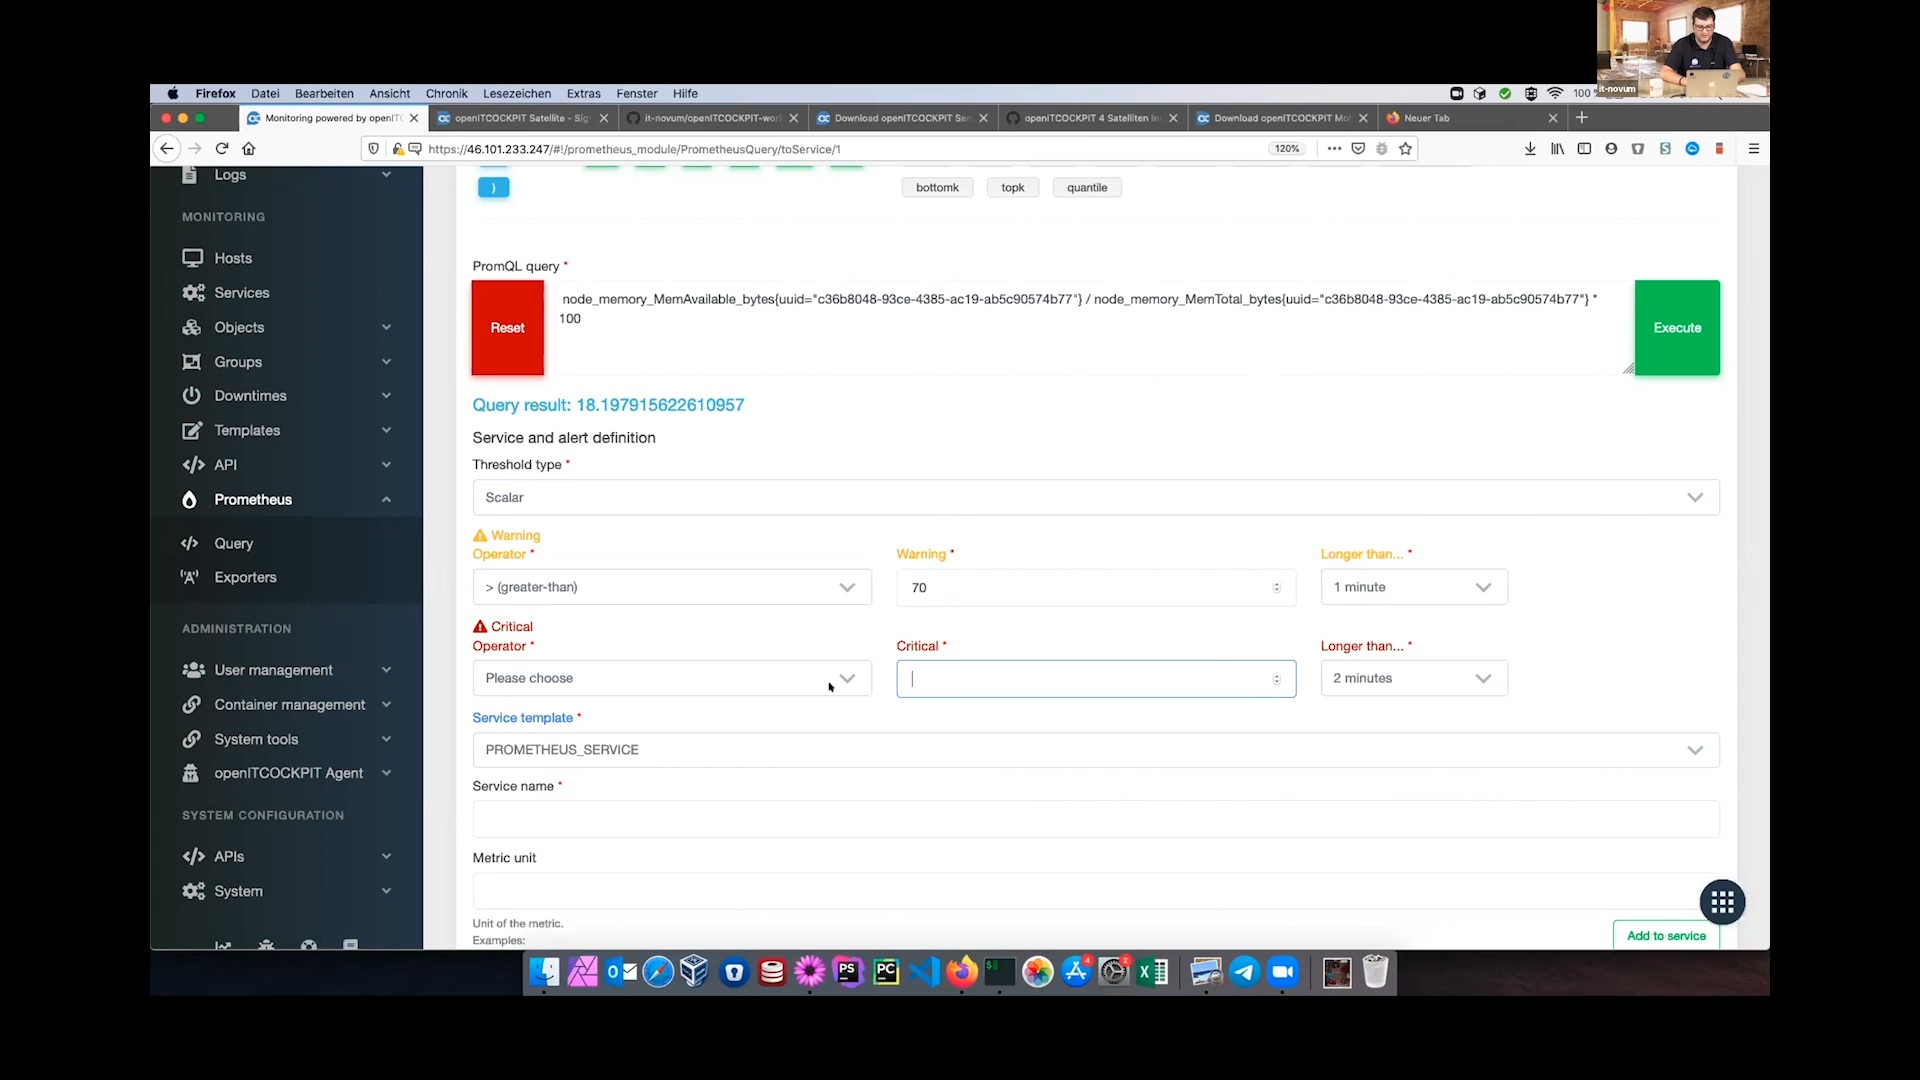 it-novum
Firefox Datei Bearbeiten Ansicht Chronik Lesezeichen Extras Fenster Hilfe
100
Monitoring powered by openITC
openITCOCKPIT Satellite - Sig
it-novum/openITCOCKPIT-work
Download openITCOCKPIT Ser
openITCOCKPIT 4 Satelliten In
Download openITCOCKPIT Mo
Neuer Tab
https://46.101.233.247/#!/prometheus_module/PrometheusQuery/toService/1
120%
Logs
MONITORING
Hosts
Services
Objects
Groups
Downtimes
Templates
API
Prometheus
Query
Exporters
ADMINISTRATION
User management
Container management
System tools
openITCOCKPIT Agent
SYSTEM CONFIGURATION
APIs
System
)
bottomk topk quantile
PromQL query *
Reset
node_memory_MemAvailable_bytes{uuid="c36b8048-93ce-4385-ac19-ab5c90574b77"} / node_memory_MemTotal_bytes{uuid="c36b8048-93ce-4385-ac19-ab5c90574b77"} *
100
Execute
Query result: 18.197915622610957
Service and alert definition
Threshold type *
Scalar
Warning
Operator * Warning * Longer than... *
> (greater-than) 70 1 minute
Critical
Operator * Critical * Longer than... *
Please choose 2 minutes
Service template *
PROMETHEUS_SERVICE
Service name *
Metric unit
Unit of the metric.
Examples:
Add to service
PS
PC
4
2